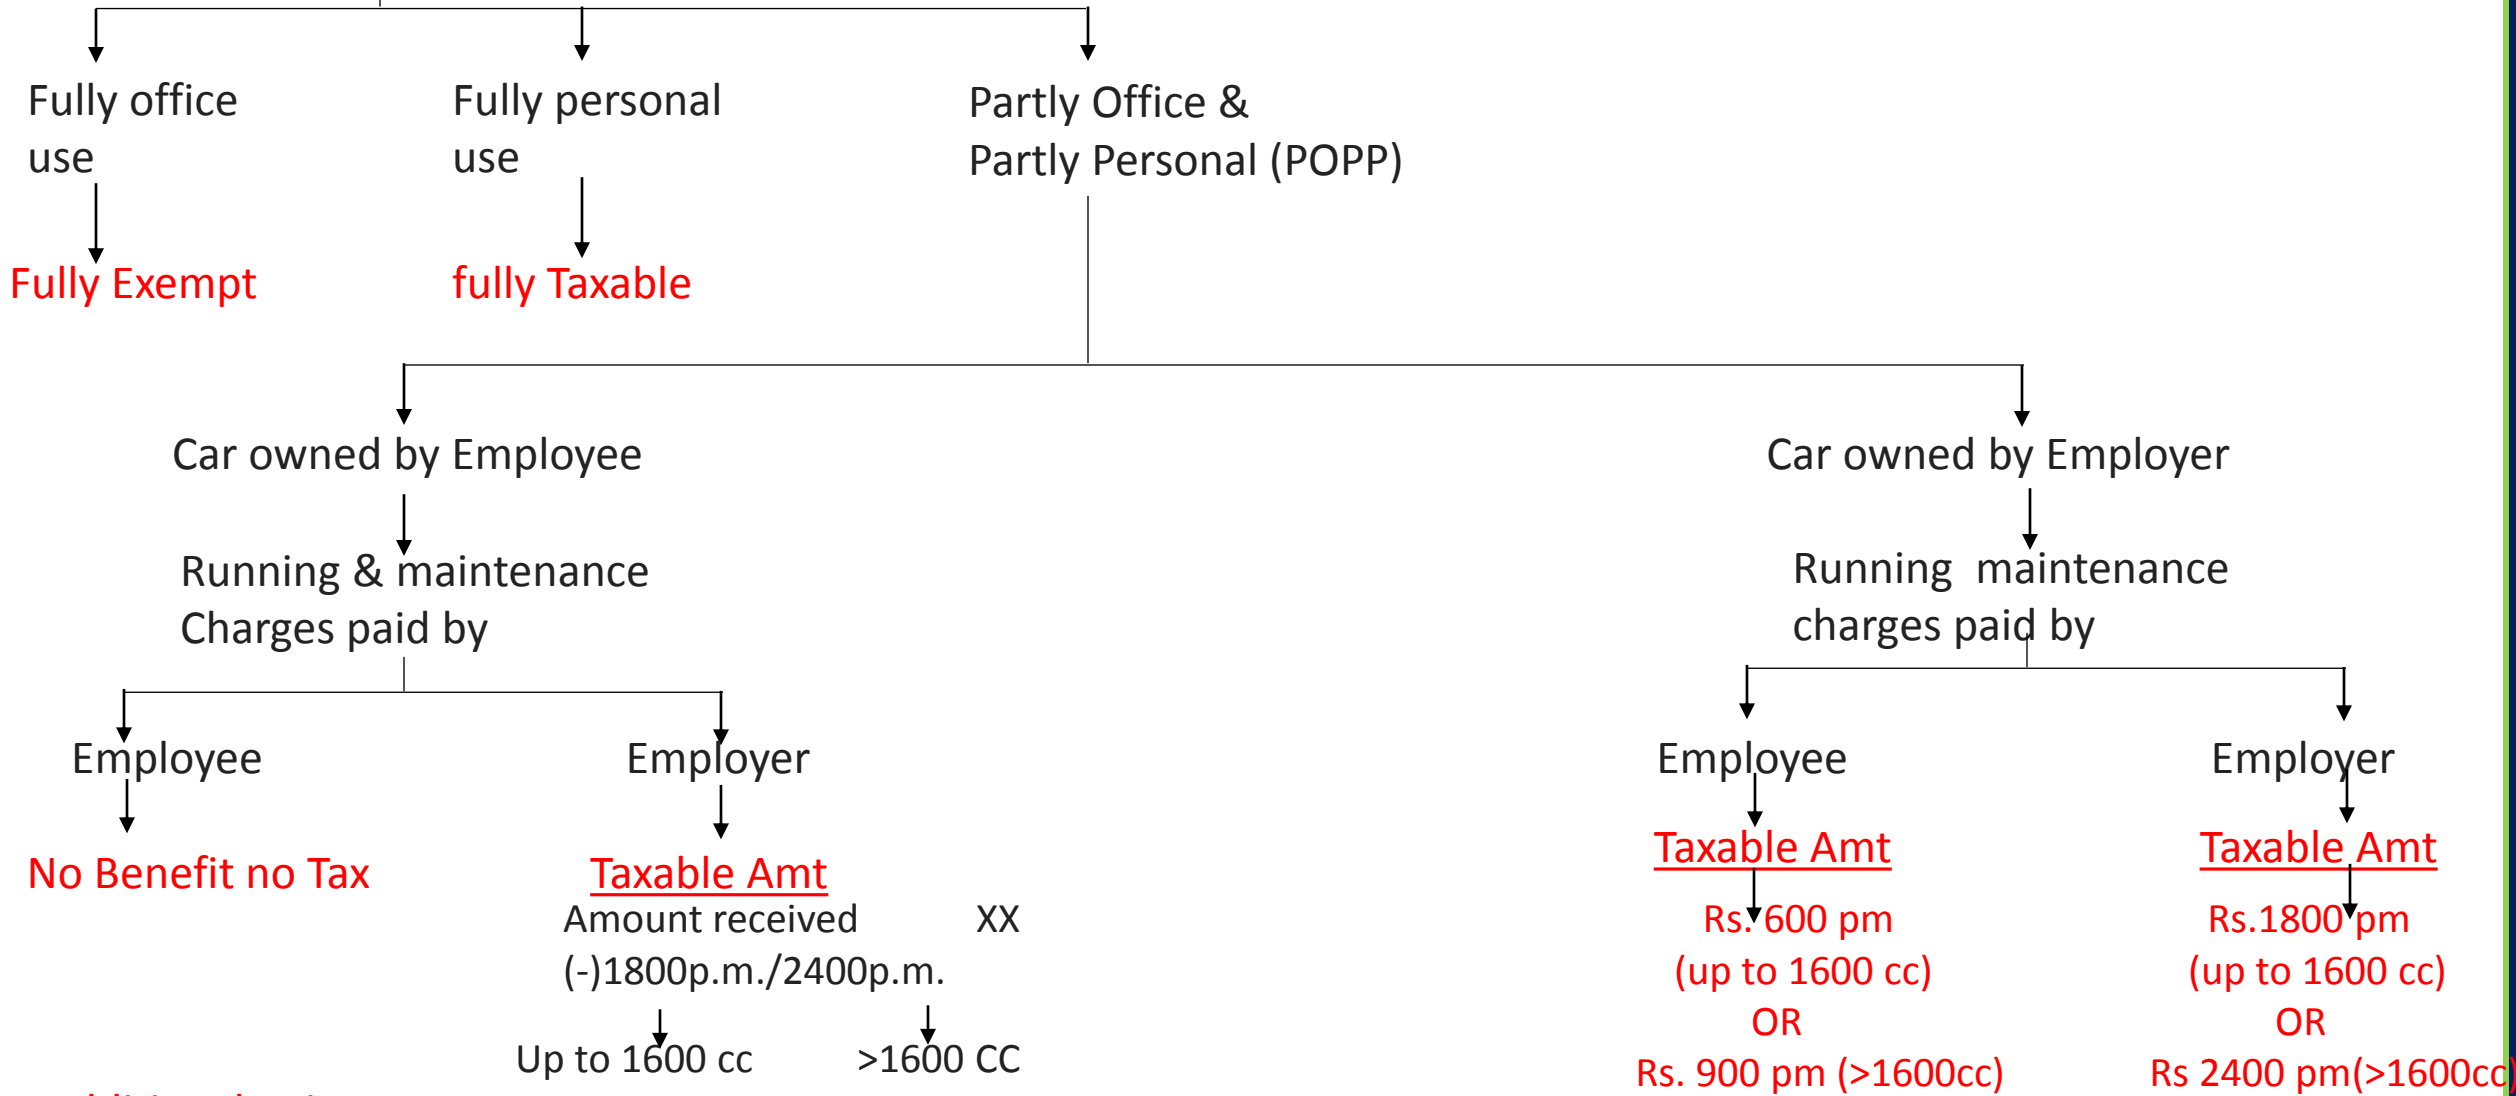 Fully office
use
Fully Exempt
Fully personal
use
fully Taxable
Partly Office &
Partly Personal (POPP)
Car owned by Employee
Running & maintenance
Charges paid by
Employee
No Benefit no Tax
Employer
Taxable Amt
Amount received XX
(-)1800p.m./2400p.m.
Up to 1600 cc >1600 CC
Car owned by Employer
Running maintenance
charges paid by
Employee
Taxable Amt
Rs. 600 pm
(up to 1600 cc)
OR
Rs. 900 pm (>1600cc)
Employer
Taxable Amt
Rs.1800 pm
(up to 1600 cc)
OR
Rs 2400 pm(>1600cc)